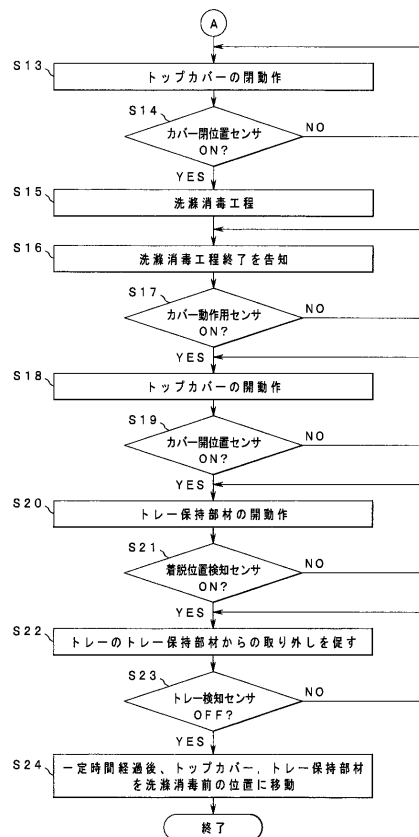 A
S13
トップカバーの閉動作
S14
カバー閉位置センサ
ON?
NO
YES
S15
洗滌消毒工程
S16
洗滌消毒工程終了を告知
S17
カバー動作用センサ
ON?
NO
YES
S18
トップカバーの開動作
S19
カバー開位置センサ
ON?
NO
YES
S20
トレー保持部材の開動作
S21
着脱位置検知センサ
ON?
NO
YES
S22
トレーのトレー保持部材からの取り外しを促す
S23
トレー検知センサ
OFF?
NO
YES
S24
一定時間経過後、トップカバー，トレー保持部材
を洗滌消毒前の位置に移動
終了